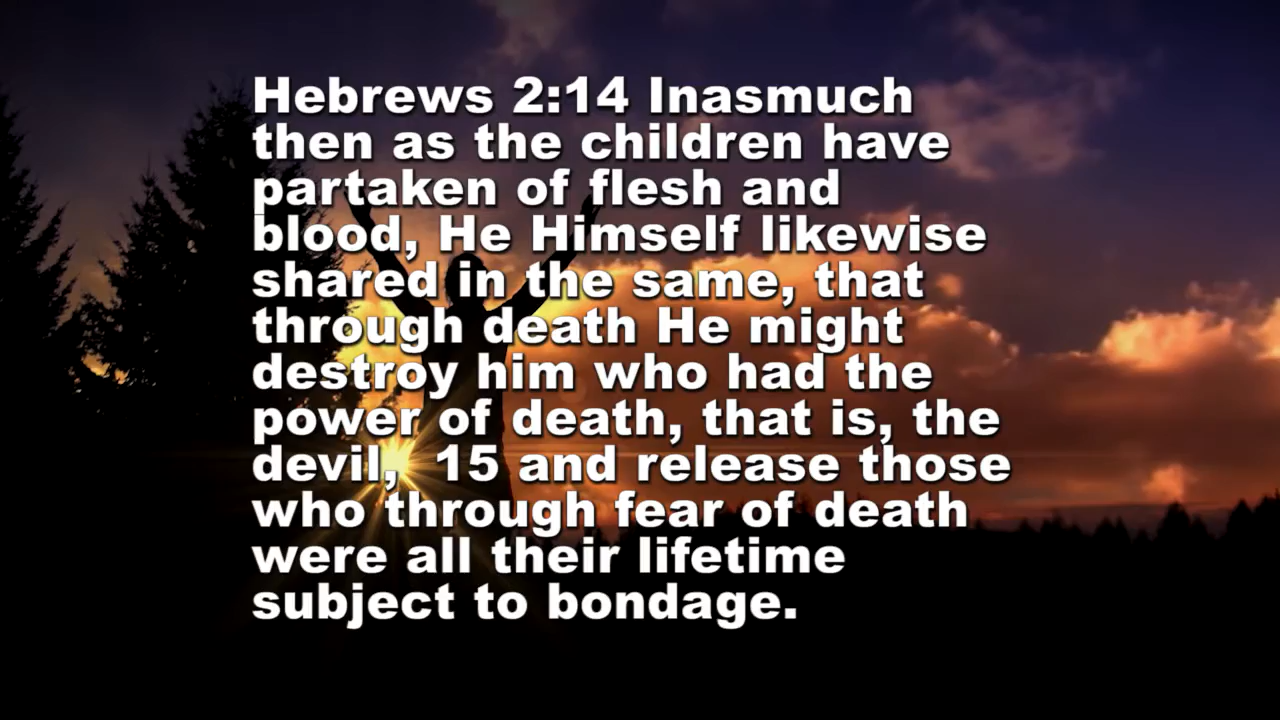 Hebrews 2:14 Inasmuch
then as the children have
partaken of flesh and
blood, He Himself likewise
shared in the same, that
through death He might
destroy him who had the
power of death, that is, the
devil,  15 and release those
who through fear of death
were all their lifetime
subject to bondage.